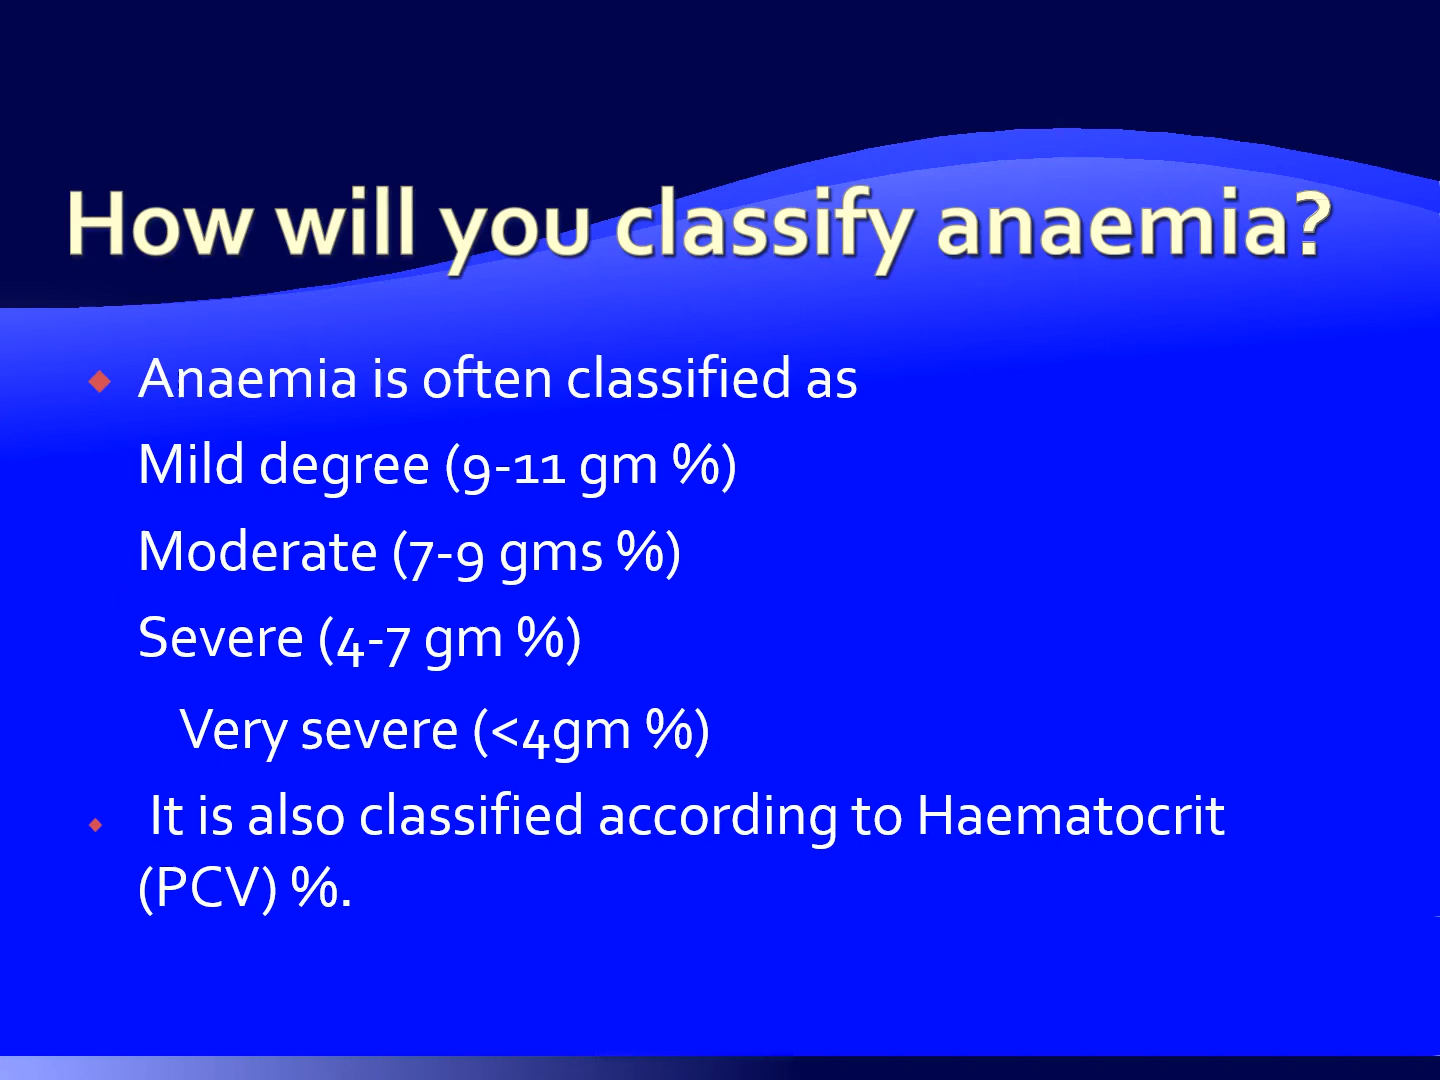 How will you classify anaemia?
Anaemia is often classified as
Mild degree (9-11 gm %)
Moderate (7-9 gms %)
Severe (4-7 gm %)
Very severe (<4gm %)
It is also classified according to Haematocrit
(PCV) %.